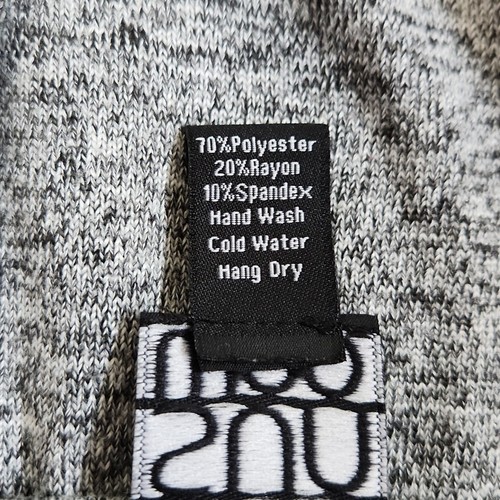 70%Polyester
20%Rayon
10%Spandex
Hand Wash
Cold Water
Hang Dry